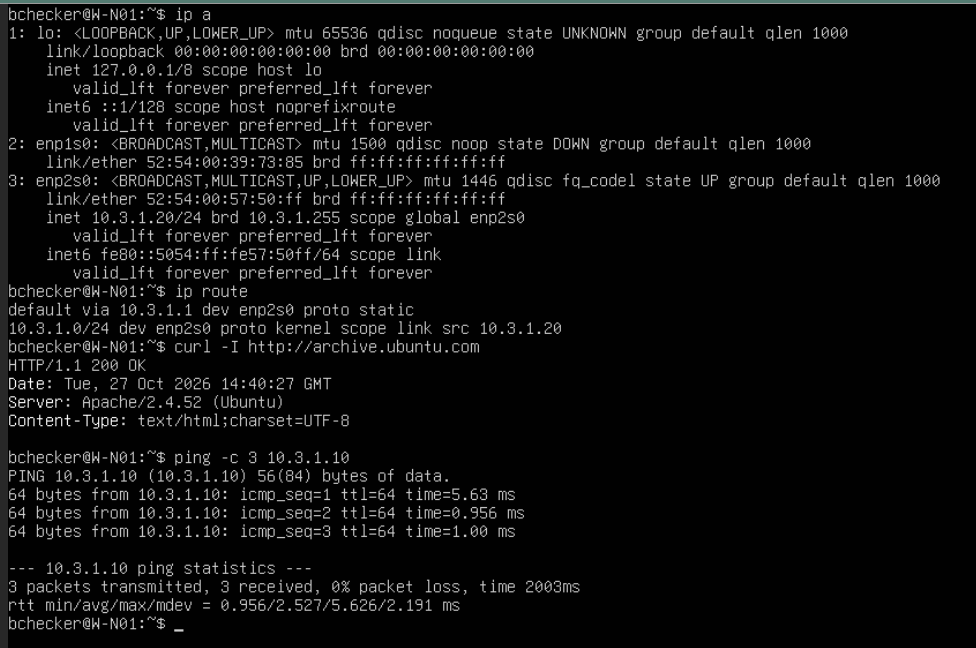 bchecker@W-N01:~$ ip a
1: lo: <LOOPBACK,UP,LOWER_UP> mtu 65536 qdisc noqueue state UNKNOWN group default qlen 1000
    link/loopback 00:00:00:00:00:00 brd 00:00:00:00:00:00
    inet 127.0.0.1/8 scope host lo
       valid_lft forever preferred_lft forever
    inet6 ::1/128 scope host noprefixroute
       valid_lft forever preferred_lft forever
2: enp1s0: <BROADCAST,MULTICAST> mtu 1500 qdisc noop state DOWN group default qlen 1000
    link/ether 52:54:00:39:73:85 brd ff:ff:ff:ff:ff:ff
3: enp2s0: <BROADCAST,MULTICAST,UP,LOWER_UP> mtu 1446 qdisc fq_codel state UP group default qlen 1000
    link/ether 52:54:00:57:50:ff brd ff:ff:ff:ff:ff:ff
    inet 10.3.1.20/24 brd 10.3.1.255 scope global enp2s0
       valid_lft forever preferred_lft forever
    inet6 fe80::5054:ff:fe57:50ff/64 scope link
       valid_lft forever preferred_lft forever
bchecker@W-N01:~$ ip route
default via 10.3.1.1 dev enp2s0 proto static
10.3.1.0/24 dev enp2s0 proto kernel scope link src 10.3.1.20
bchecker@W-N01:~$ curl -I http://archive.ubuntu.com
HTTP/1.1 200 OK
Date: Tue, 27 Oct 2026 14:40:27 GMT
Server: Apache/2.4.52 (Ubuntu)
Content-Type: text/html;charset=UTF-8

bchecker@W-N01:~$ ping -c 3 10.3.1.10
PING 10.3.1.10 (10.3.1.10) 56(84) bytes of data.
64 bytes from 10.3.1.10: icmp_seq=1 ttl=64 time=5.63 ms
64 bytes from 10.3.1.10: icmp_seq=2 ttl=64 time=0.956 ms
64 bytes from 10.3.1.10: icmp_seq=3 ttl=64 time=1.00 ms

--- 10.3.1.10 ping statistics ---
3 packets transmitted, 3 received, 0% packet loss, time 2003ms
rtt min/avg/max/mdev = 0.956/2.527/5.626/2.191 ms
bchecker@W-N01:~$ _